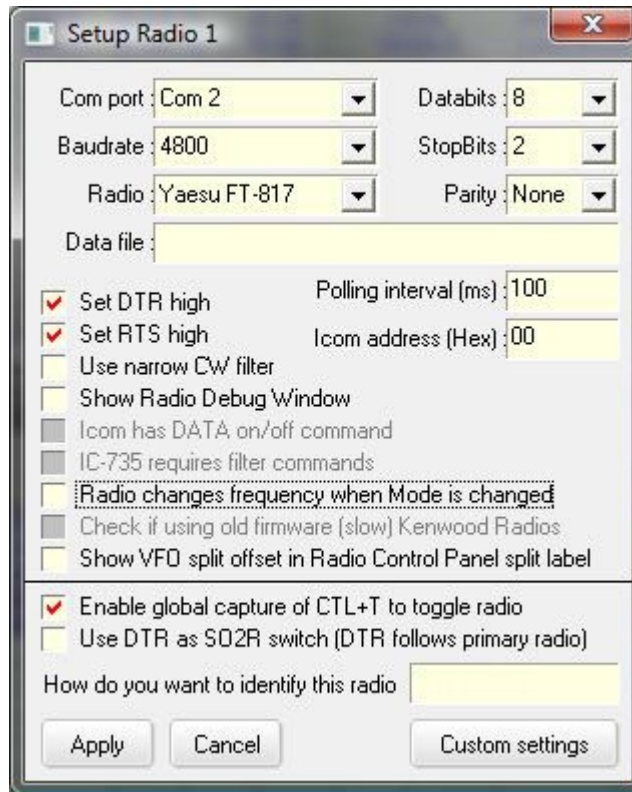 Setup Radio 1
Com port : Com 2 Databits : 8
Baudrate : 4800 StopBits : 2
Radio : Yaesu FT-817 Parity : None
Data file :
Set DTR high Polling interval (ms) : 100
Set RTS high Icom address (Hex) : 00
Use narrow CW filter
Show Radio Debug Window
Icom has DATA on/off command
IC-735 requires filter commands
Radio changes frequency when Mode is changed
Check if using old firmware (slow) Kenwood Radios
Show VFO split offset in Radio Control Panel split label
Enable global capture of CTL+T to toggle radio
Use DTR as SO2R switch (DTR follows primary radio)
How do you want to identify this radio
Apply Cancel Custom settings